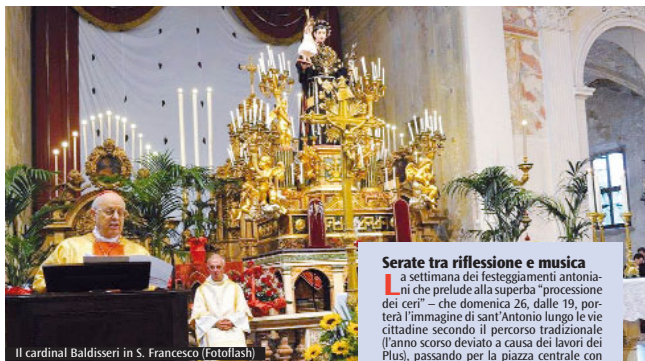 Il cardinal Baldisseri in S. Francesco (Fotoflash)
Serate tra riflessione e musica
La settimana dei festeggiamenti antonia-
ni che prelude alla superba “processione
dei ceri” – che domenica 26, dalle 19, por-
terà l’immagine di sant’Antonio lungo le vie
cittadine secondo il percorso tradizionale
(l’anno scorso deviato a causa dei lavori dei
Plus), passando per la piazza centrale con